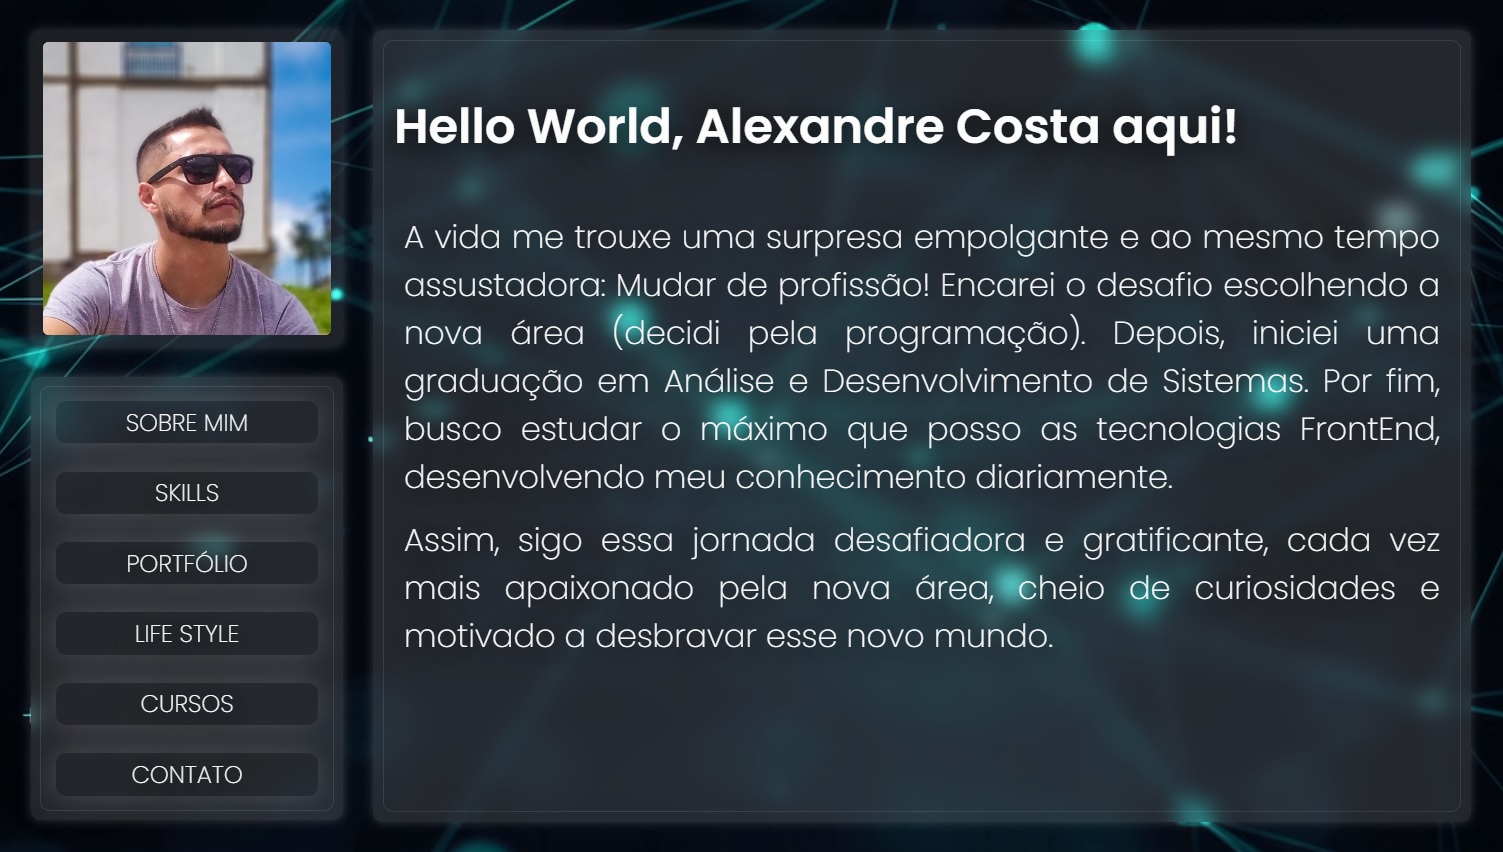 Hello World, Alexandre Costa aqui!
A vida me trouxe uma surpresa empolgante e ao mesmo tempo
assustadora: Mudar de profissão! Encarei o desafio escolhendo a
nova área (decidi pela programação). Depois, iniciei uma
graduação em Análise e Desenvolvimento de Sistemas. Por fim,
busco estudar o máximo que posso as tecnologias FrontEnd,
desenvolvendo meu conhecimento diariamente.
Assim, sigo essa jornada desafiadora e gratificante, cada vez
mais apaixonado pela nova área, cheio de curiosidades e
motivado a desbravar esse novo mundo.
SOBRE MIM
SKILLS
PORTFÓLIO
LIFE STYLE
CURSOS
CONTATO